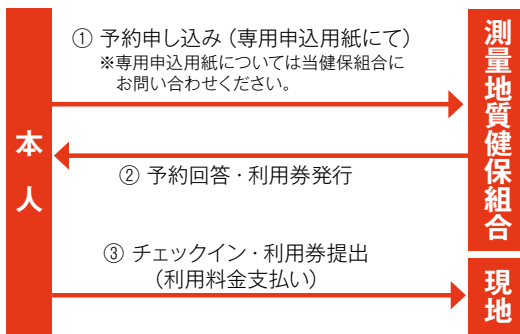 ① 予約申し込み（専用申込用紙にて）
※専用申込用紙については当健保組合に
お問い合わせください。
本人
測量地質健保組合
② 予約回答・利用券発行
③ チェックイン・利用券提出
（利用料金支払い）
現地